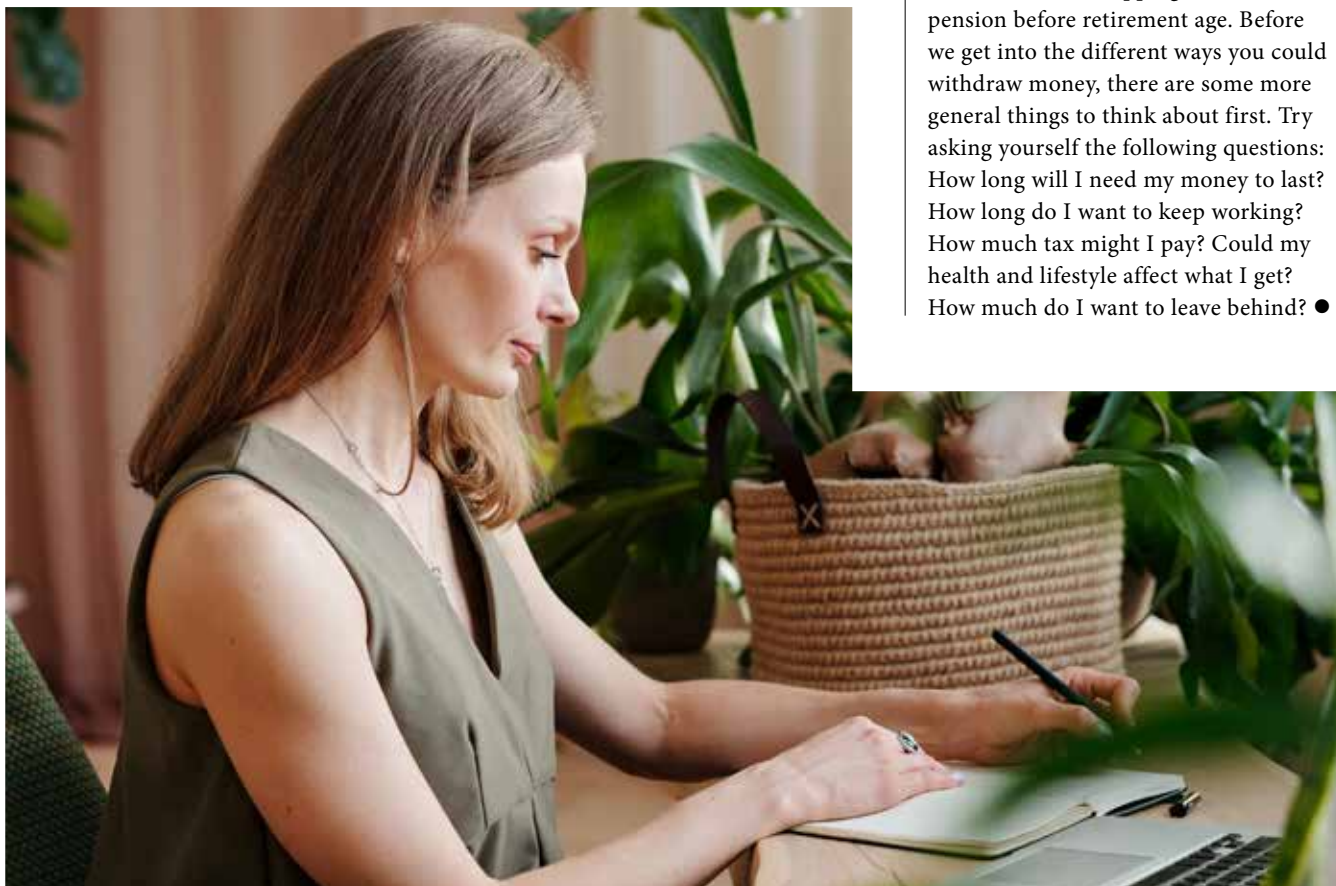 pension before retirement age. Before
we get into the different ways you could
withdraw money, there are some more
general things to think about first. Try
asking yourself the following questions:
How long will I need my money to last?
How long do I want to keep working?
How much tax might I pay? Could my
health and lifestyle affect what I get?
How much do I want to leave behind? ●